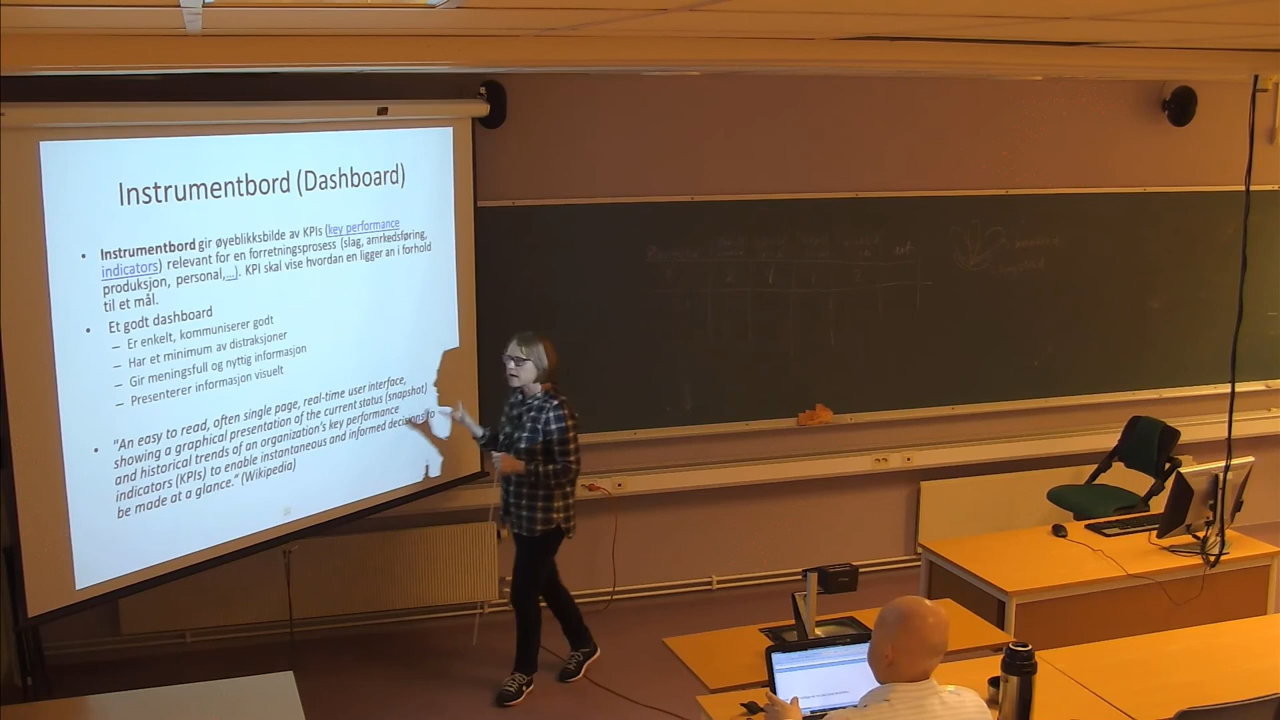 Instrumentbord (Dashboard)
• Instrumentbord gir øyeblikksbilde av KPIs (key performance
indicators) relevant for en forretningsprosess (slag, amrkedsføring,
produksjon, personal,...). KPI skal vise hvordan en ligger an i forhold
til et mål.
• Et godt dashboard
– Er enkelt, kommuniserer godt
– Har et minimum av distraksjoner
– Gir meningsfull og nyttig informasjon
– Presenterer informasjon visuelt
• "An easy to read, often single page, real-time user interface,
showing a graphical presentation of the current status (snapshot)
and historical trends of an organization's key performance
indicators (KPIs) to enable instantaneous and informed decisions to
be made at a glance." (Wikipedia)